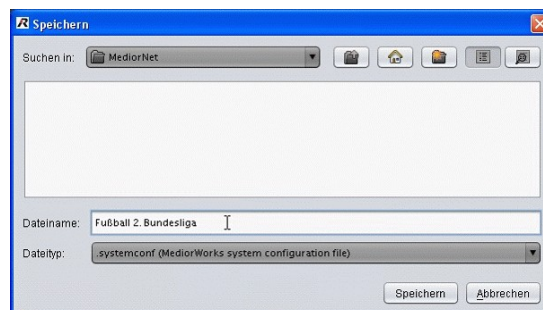 Speichern
Suchen in: MediorNet
Dateiname: Fußball 2. Bundesliga
Dateityp: .systemconf (MediorWorks system configuration file)
Speichern Abbrechen